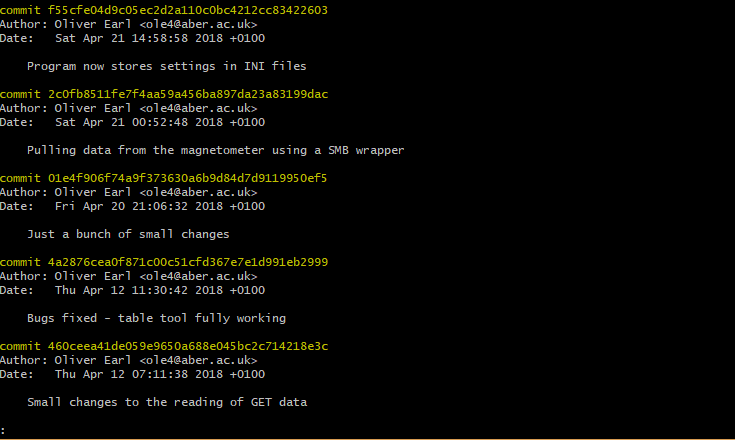 commit f55cfe04d9c05ec2d2a110c0bc4212cc83422603
Author: Oliver Earl <ole4@aber.ac.uk>
Date:   Sat Apr 21 14:58:58 2018 +0100
    Program now stores settings in INI files
commit 2c0fb8511fe7f4aa59a456ba897da23a83199dac
Author: Oliver Earl <ole4@aber.ac.uk>
Date:   Sat Apr 21 00:52:48 2018 +0100
    Pulling data from the magnetometer using a SMB wrapper
commit 01e4f906f74a9f373630a6b9d84d7d9119950ef5
Author: Oliver Earl <ole4@aber.ac.uk>
Date:   Fri Apr 20 21:06:32 2018 +0100
    Just a bunch of small changes
commit 4a2876cea0f871c00c51cfd367e7e1d991eb2999
Author: Oliver Earl <ole4@aber.ac.uk>
Date:   Thu Apr 12 11:30:42 2018 +0100
    Bugs fixed - table tool fully working
commit 460ceea41de059e9650a688e045bc2c714218e3c
Author: Oliver Earl <ole4@aber.ac.uk>
Date:   Thu Apr 12 07:11:38 2018 +0100
    Small changes to the reading of GET data
: